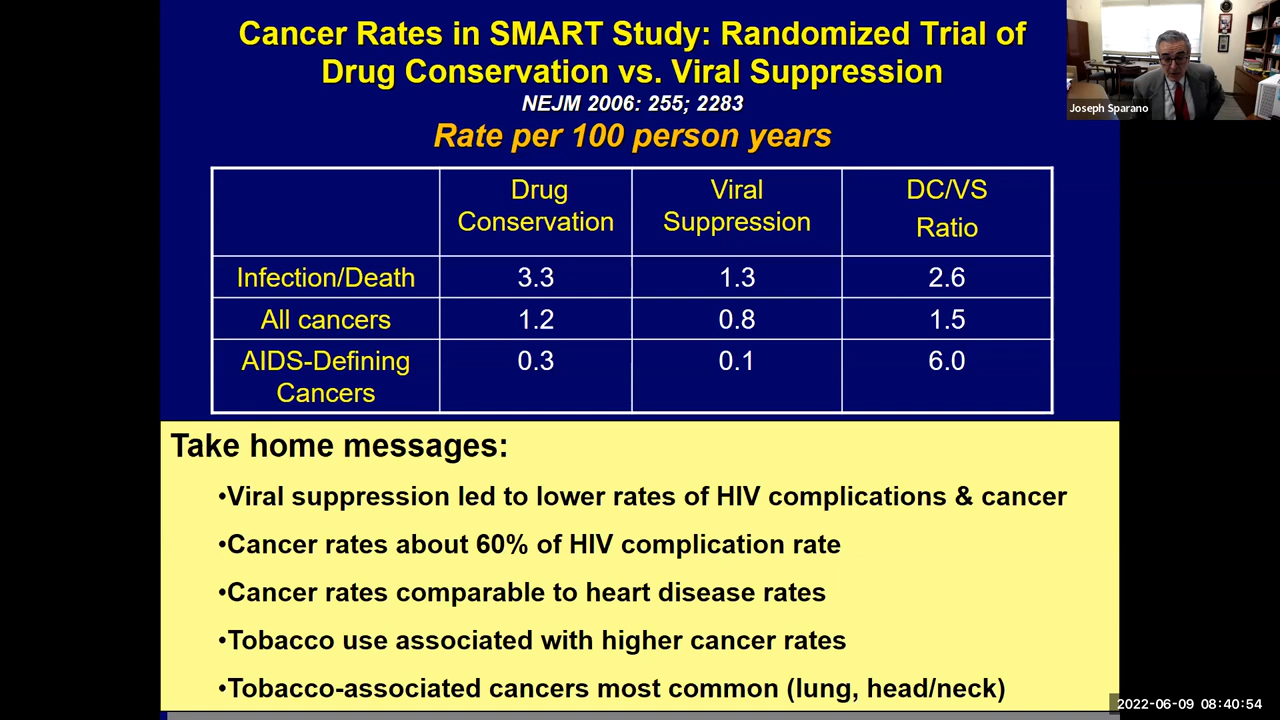 Cancer Rates in SMART Study: Randomized Trial of
Drug Conservation vs. Viral Suppression
NEJM 2006: 255; 2283
Rate per 100 person years
Joseph Sparano
Drug Conservation
Viral Suppression
DC/VS Ratio
Infection/Death 3.3 1.3 2.6
All cancers 1.2 0.8 1.5
AIDS-Defining Cancers 0.3 0.1 6.0
Take home messages:
•Viral suppression led to lower rates of HIV complications & cancer
•Cancer rates about 60% of HIV complication rate
•Cancer rates comparable to heart disease rates
•Tobacco use associated with higher cancer rates
•Tobacco-associated cancers most common (lung, head/neck)
2022-06-09 08:40:54